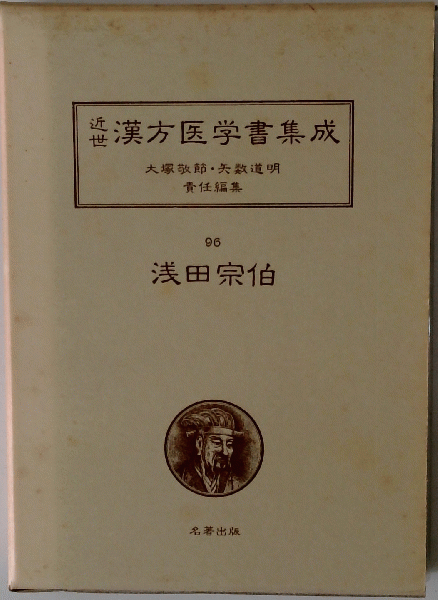 近世漢方医学書集成
大塚敬節・矢数道明
責任編集
96
浅田宗伯
名著出版